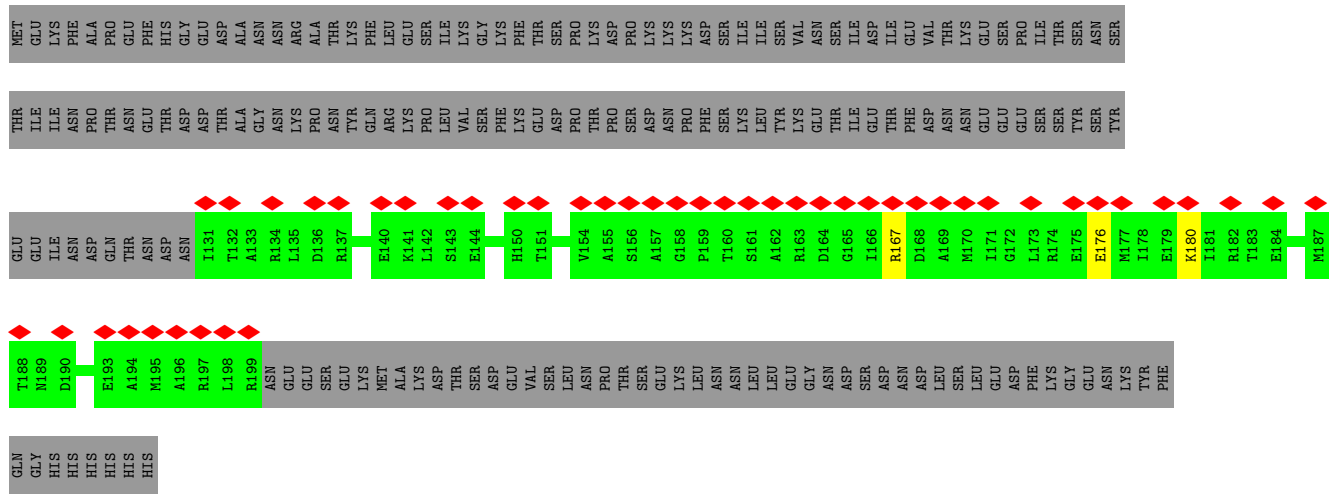 MET GLU LYS PHE ALA PRO GLU PHE HIS GLY GLU ASP ALA ASN ASN ARG ALA THR LYS PHE LEU GLU SER ILE LYS GLY LYS PHE THR SER PRO LYS ASP PRO LYS LYS LYS ASP SER ILE ILE SER VAL ASN SER ILE ASP ILE GLU VAL THR LYS GLU SER PRO ILE THR SER ASN SER
THR ILE ILE ASN PRO THR ASN GLU THR ASP ASP THR ALA GLY ASN LYS PRO ASN TYR GLN ARG LYS PRO LEU VAL SER PHE LYS GLU ASP PRO THR PRO SER ASP ASN PRO PHE SER LYS LEU TYR LYS GLU THR ILE GLU THR PHE ASP ASN ASN GLU GLU GLU SER SER TYR SER TYR
GLU GLU ILE ASN ASP GLN THR ASN ASP ASN I131 T132 A133 R134 L135 D136 R137 E140 K141 L142 S143 E144 H150 T151 V154 A155 S156 A157 G158 P159 T160 S161 A162 R163 D164 G165 I166 R167 D168 A169 M170 I171 G172 L173 R174 E175 E176 M177 I178 E179 K180 I181 R182 T183 E184 M187
T188 N189 D190 E193 A194 M195 A196 R197 L198 R199 ASN GLU GLU SER GLU LYS MET ALA LYS ASP THR SER ASP GLU VAL SER LEU ASN PRO THR SER GLU LYS LEU ASN ASN LEU LEU GLU GLY ASN ASP SER ASP ASN ASP LEU SER LEU GLU ASP PHE LYS GLY GLU ASN LYS TYR PHE
GLN GLY HIS HIS HIS HIS HIS HIS